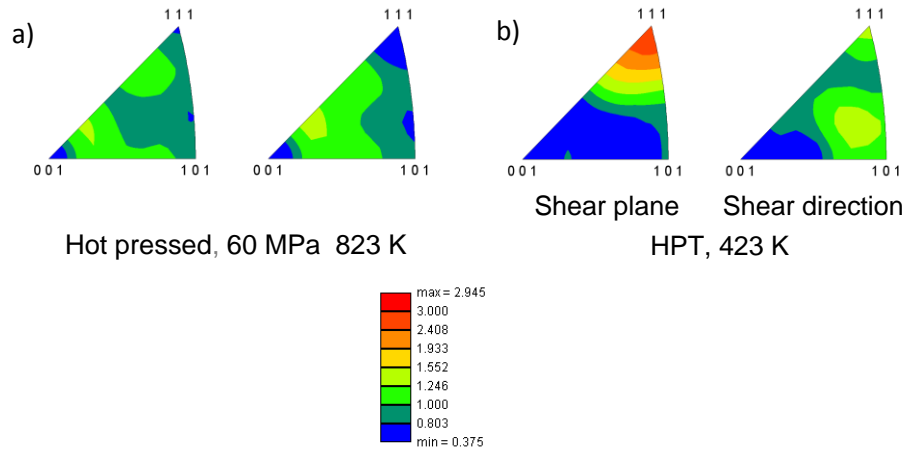 a)
1 1 1
0 0 1
1 0 1
1 1 1
0 0 1
1 0 1
Hot pressed, 60 MPa 823 K
b)
1 1 1
0 0 1
1 0 1
Shear plane
1 1 1
0 0 1
1 0 1
Shear direction
HPT, 423 K
max = 2.945
3.000
2.408
1.933
1.552
1.246
1.000
0.803
min = 0.375